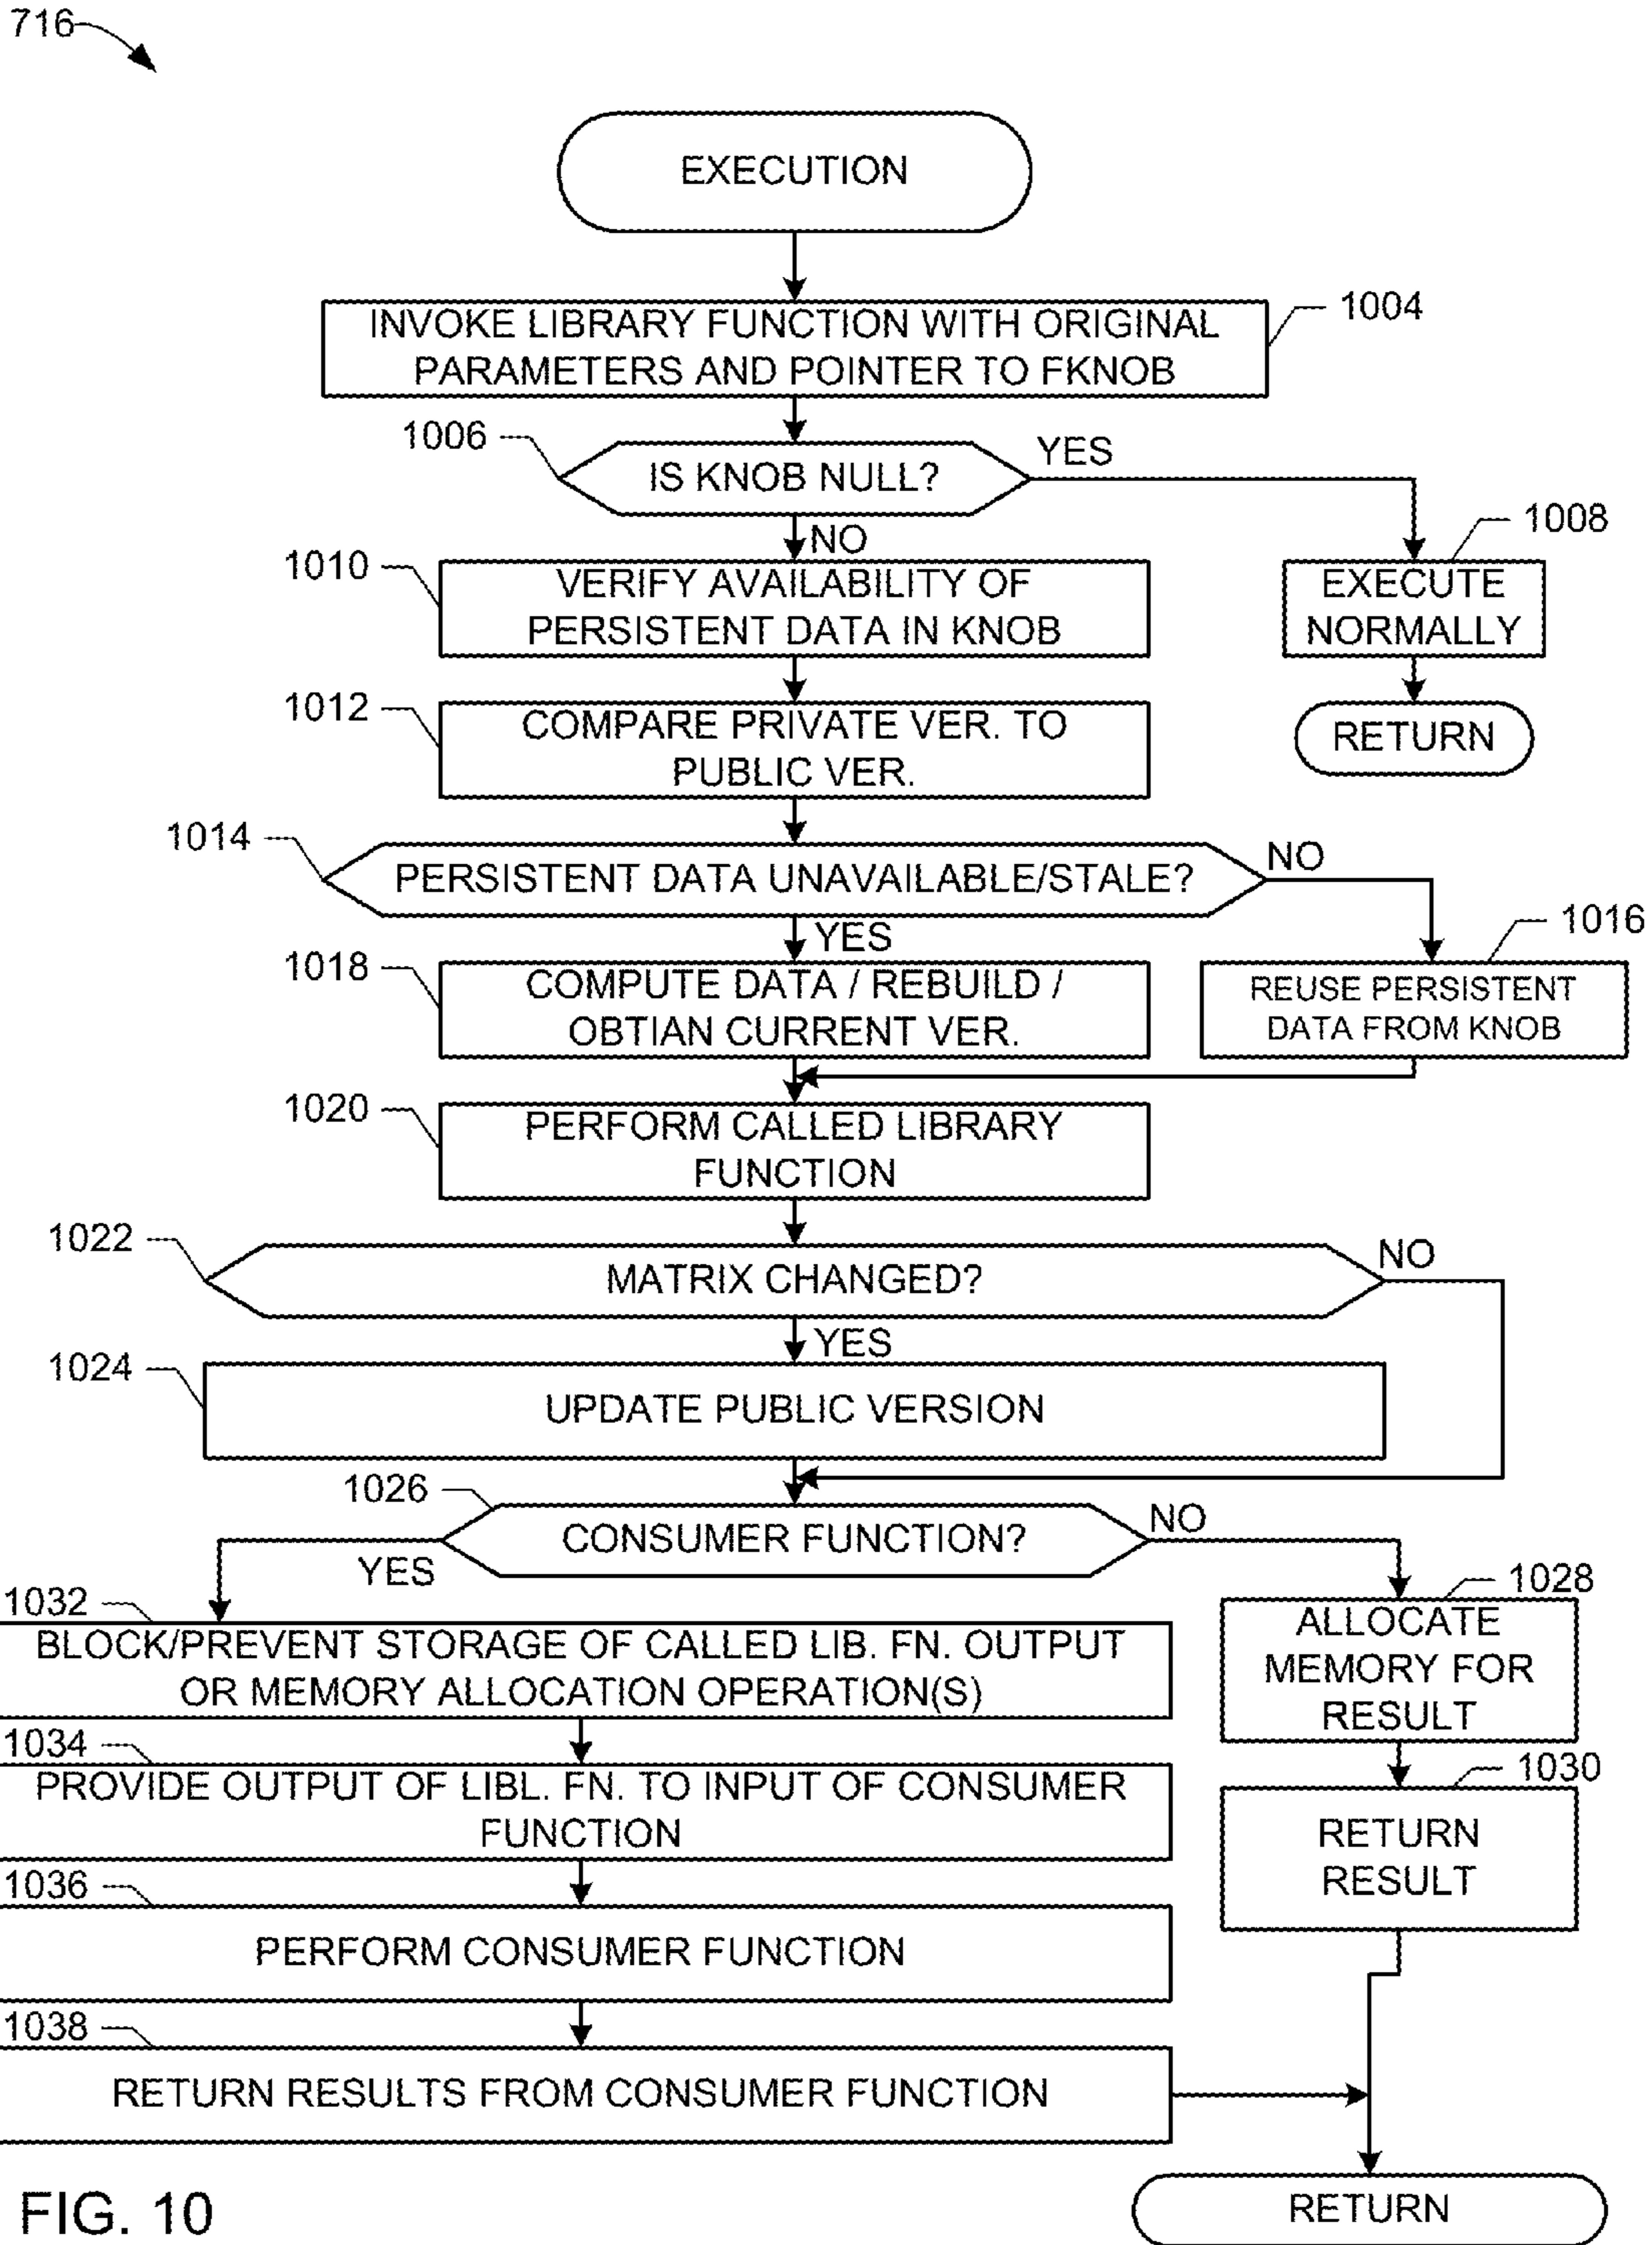 716
EXECUTION
INVOKE LIBRARY FUNCTION WITH ORIGINAL
PARAMETERS AND POINTER TO FKNOB
1004
1006
IS KNOB NULL?
YES
NO
1008
EXECUTE
NORMALLY
RETURN
1010
VERIFY AVAILABILITY OF
PERSISTENT DATA IN KNOB
1012
COMPARE PRIVATE VER. TO
PUBLIC VER.
1014
PERSISTENT DATA UNAVAILABLE/STALE?
NO
YES
1016
REUSE PERSISTENT
DATA FROM KNOB
1018
COMPUTE DATA / REBUILD /
OBTIAN CURRENT VER.
1020
PERFORM CALLED LIBRARY
FUNCTION
1022
MATRIX CHANGED?
NO
YES
1024
UPDATE PUBLIC VERSION
1026
CONSUMER FUNCTION?
NO
YES
1028
ALLOCATE
MEMORY FOR
RESULT
1030
RETURN
RESULT
1032
BLOCK/PREVENT STORAGE OF CALLED LIB. FN. OUTPUT
OR MEMORY ALLOCATION OPERATION(S)
1034
PROVIDE OUTPUT OF LIBL. FN. TO INPUT OF CONSUMER
FUNCTION
1036
PERFORM CONSUMER FUNCTION
1038
RETURN RESULTS FROM CONSUMER FUNCTION
RETURN
FIG. 10